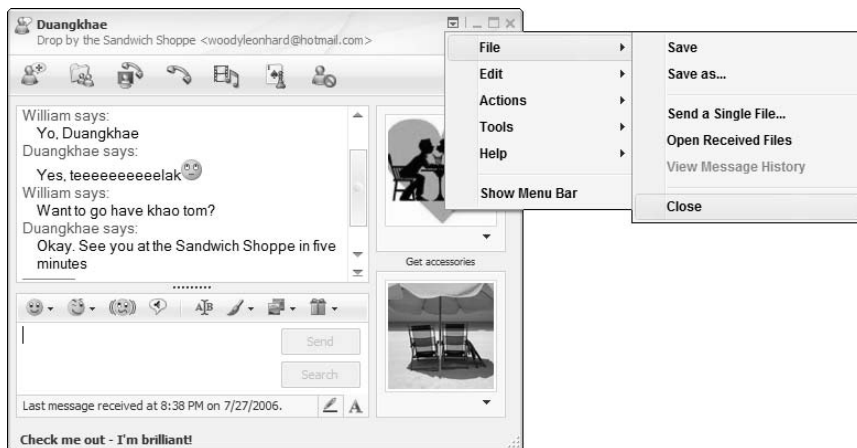 Duangkhae
Drop by the Sandwich Shoppe <woodyleonhard@hotmail.com>
William says:
Yo, Duangkhae
Duangkhae says:
Yes, teeeeeeeeeelak
William says:
Want to go have khao tom?
Duangkhae says:
Okay. See you at the Sandwich Shoppe in five
minutes
Get accessories
Send
Search
Last message received at 8:38 PM on 7/27/2006.
A
Check me out - I'm brilliant!
File
Edit
Actions
Tools
Help
Show Menu Bar
Save
Save as...
Send a Single File...
Open Received Files
View Message History
Close